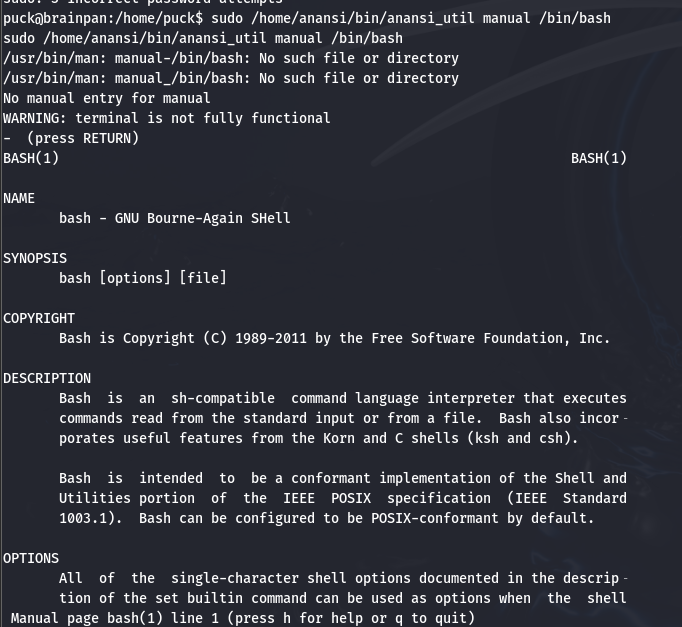 sudo: 3 incorrect password attempts
puck@brainpan:/home/puck$ sudo /home/anansi/bin/anansi_util manual /bin/bash
sudo /home/anansi/bin/anansi_util manual /bin/bash
/usr/bin/man: manual-/bin/bash: No such file or directory
/usr/bin/man: manual_/bin/bash: No such file or directory
No manual entry for manual
WARNING: terminal is not fully functional
-  (press RETURN)
BASH(1)                                                                BASH(1)
NAME
       bash - GNU Bourne-Again SHell
SYNOPSIS
       bash [options] [file]
COPYRIGHT
       Bash is Copyright (C) 1989-2011 by the Free Software Foundation, Inc.
DESCRIPTION
       Bash  is  an  sh-compatible  command language interpreter that executes
       commands read from the standard input or from a file.  Bash also incor-
       porates useful features from the Korn and C shells (ksh and csh).
       Bash  is  intended  to  be a conformant implementation of the Shell and
       Utilities portion  of  the  IEEE  POSIX  specification  (IEEE  Standard
       1003.1).  Bash can be configured to be POSIX-conformant by default.
OPTIONS
       All  of  the  single-character shell options documented in the descrip-
       tion of the set builtin command can be used as options when  the  shell
 Manual page bash(1) line 1 (press h for help or q to quit)